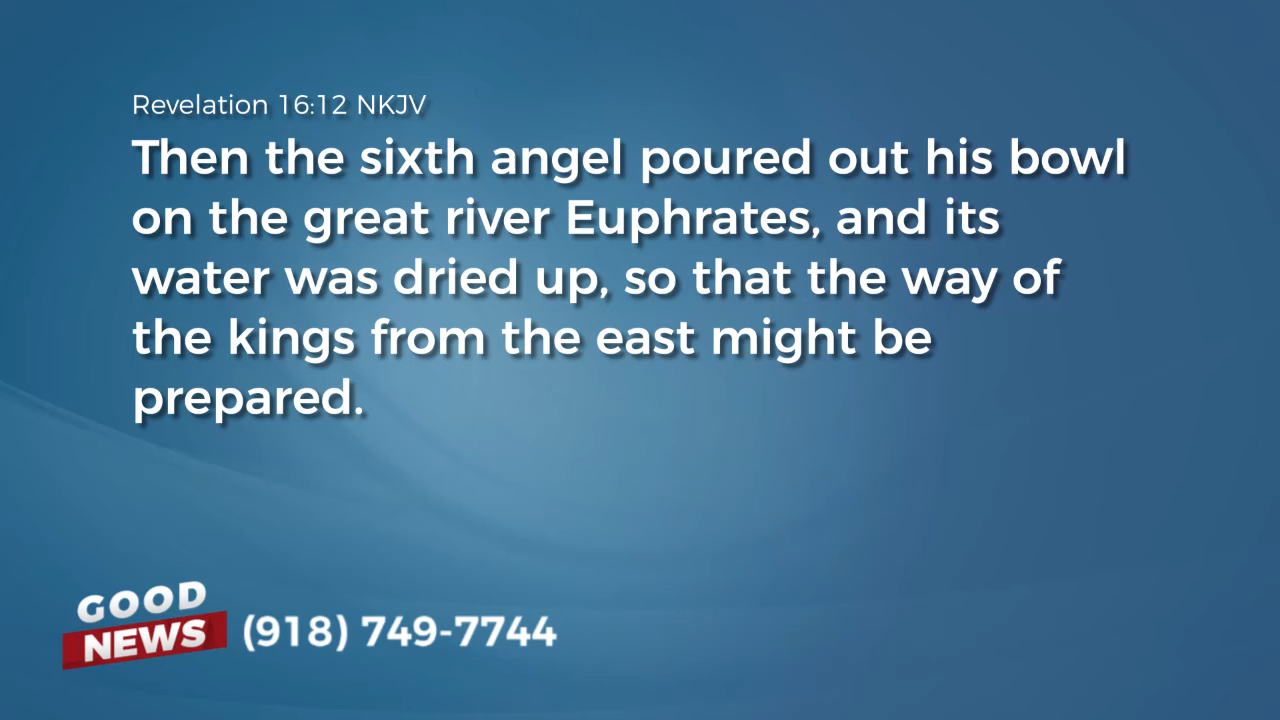 Revelation 16:12 NKJV
Then the sixth angel poured out his bowl
on the great river Euphrates, and its
water was dried up, so that the way of
the kings from the east might be
prepared.
GOOD
NEWS
(918) 749-7744